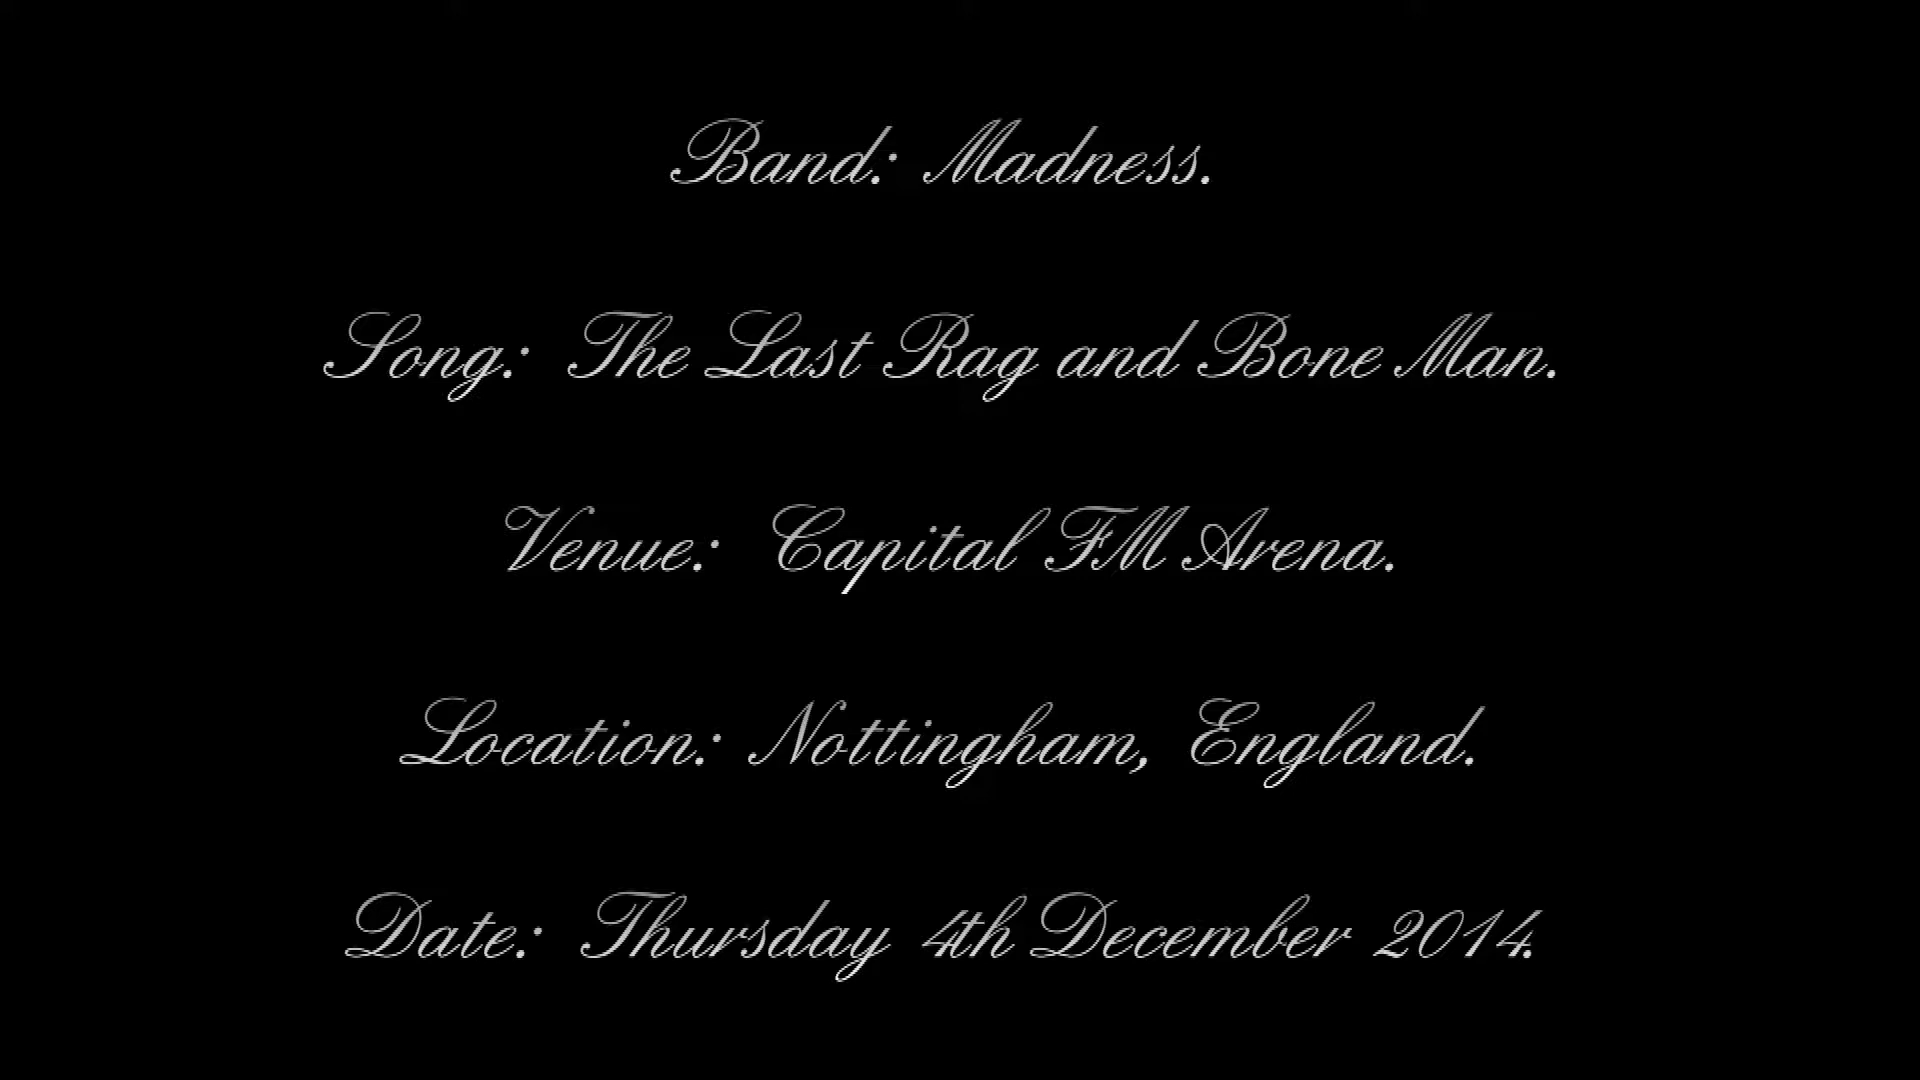 Band: Madness.
Song: The Last Rag and Bone Man.
Venue: Capital FM Arena.
Location: Nottingham, England.
Date: Thursday 4th December 2014.